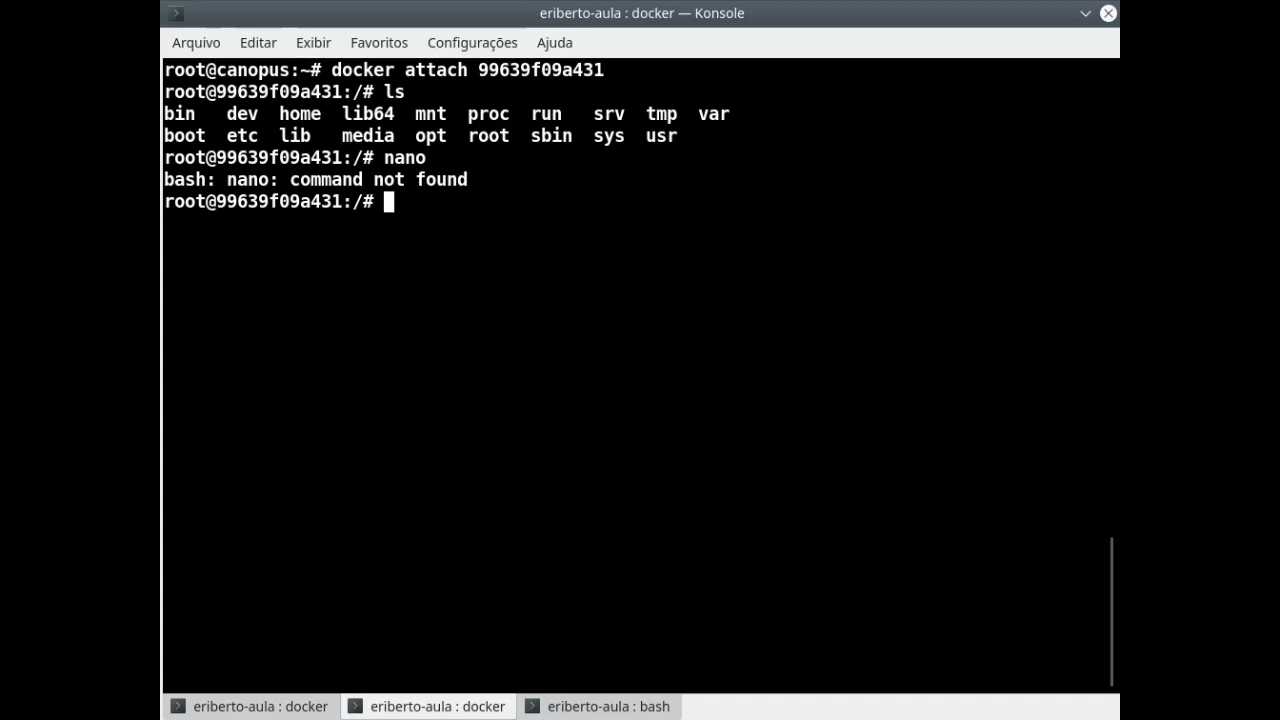 eriberto-aula : docker — Konsole
Arquivo Editar Exibir Favoritos Configurações Ajuda
root@canopus:~# docker attach 99639f09a431
root@99639f09a431:/# ls
bin dev home lib64 mnt proc run srv tmp var
boot etc lib media opt root sbin sys usr
root@99639f09a431:/# nano
bash: nano: command not found
root@99639f09a431:/#
eriberto-aula : docker eriberto-aula : docker eriberto-aula : bash